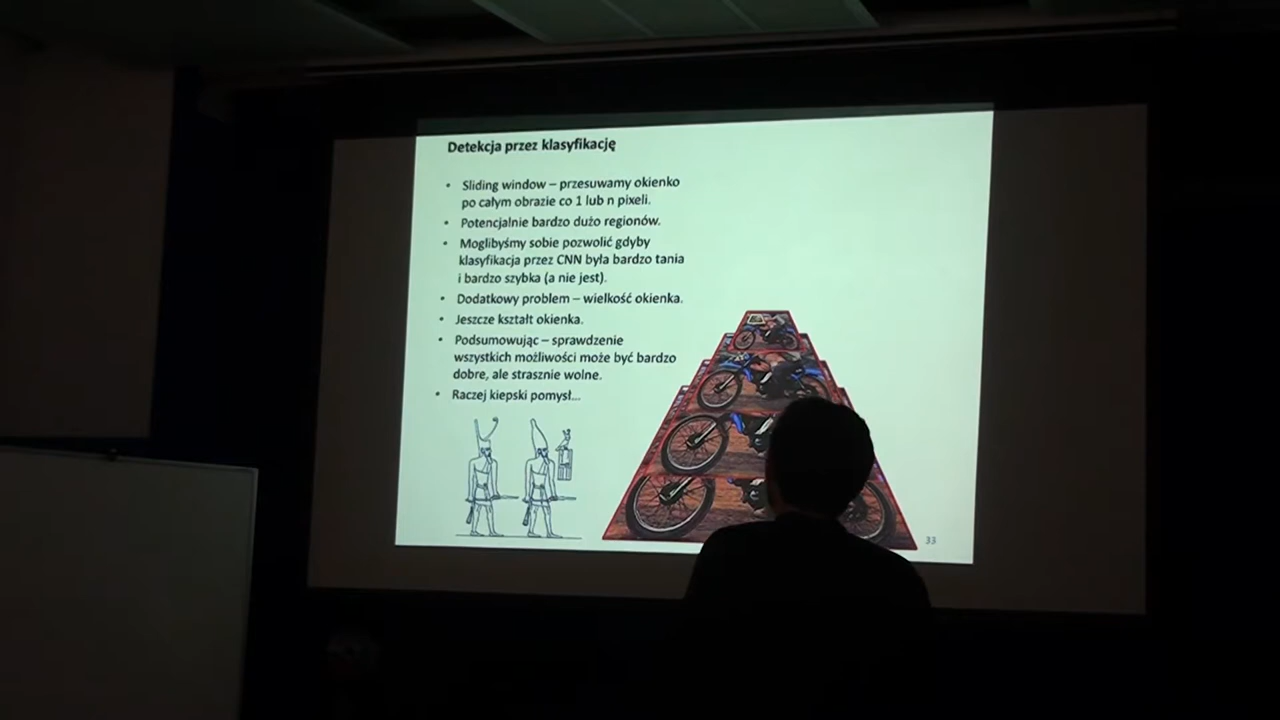 Detekcja przez klasyfikację
• Sliding window – przesuwamy okienko
po całym obrazie co 1 lub n pixeli.
• Potencjalnie bardzo dużo regionów.
• Moglibyśmy sobie pozwolić gdyby
klasyfikacja przez CNN była bardzo tania
i bardzo szybka (a nie jest).
• Dodatkowy problem – wielkość okienka.
• Jeszcze kształt okienka.
• Podsumowując – sprawdzenie
wszystkich możliwości może być bardzo
dobre, ale strasznie wolne.
• Raczej kiepski pomysł...
33